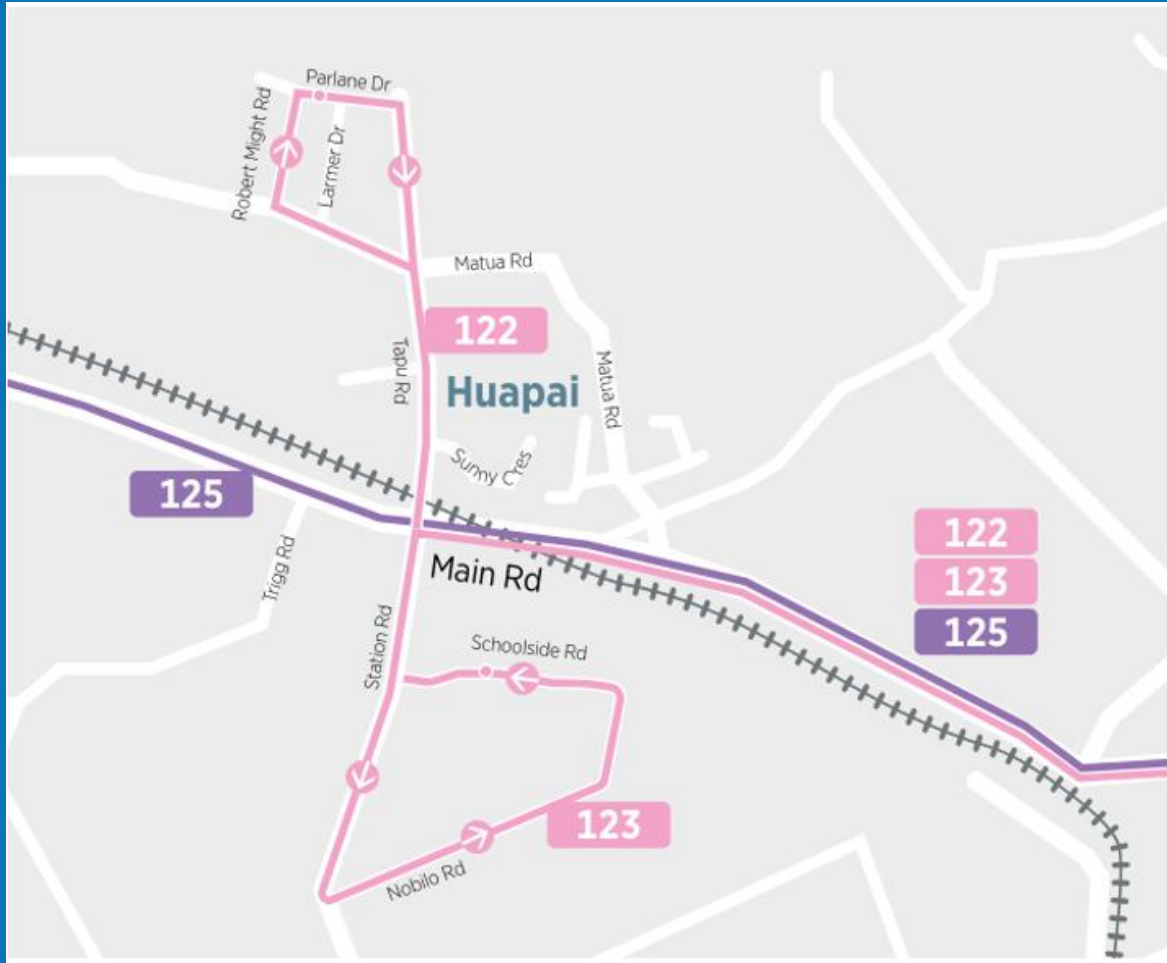 Parlane Dr
Robert Might Rd
Larmer Dr
Matua Rd
122
Tapu Rd
Huapai
Matua Rd
Sunny Cres
125
122
123
125
Trigg Rd
Main Rd
Station Rd
Schoolside Rd
123
Nobilo Rd